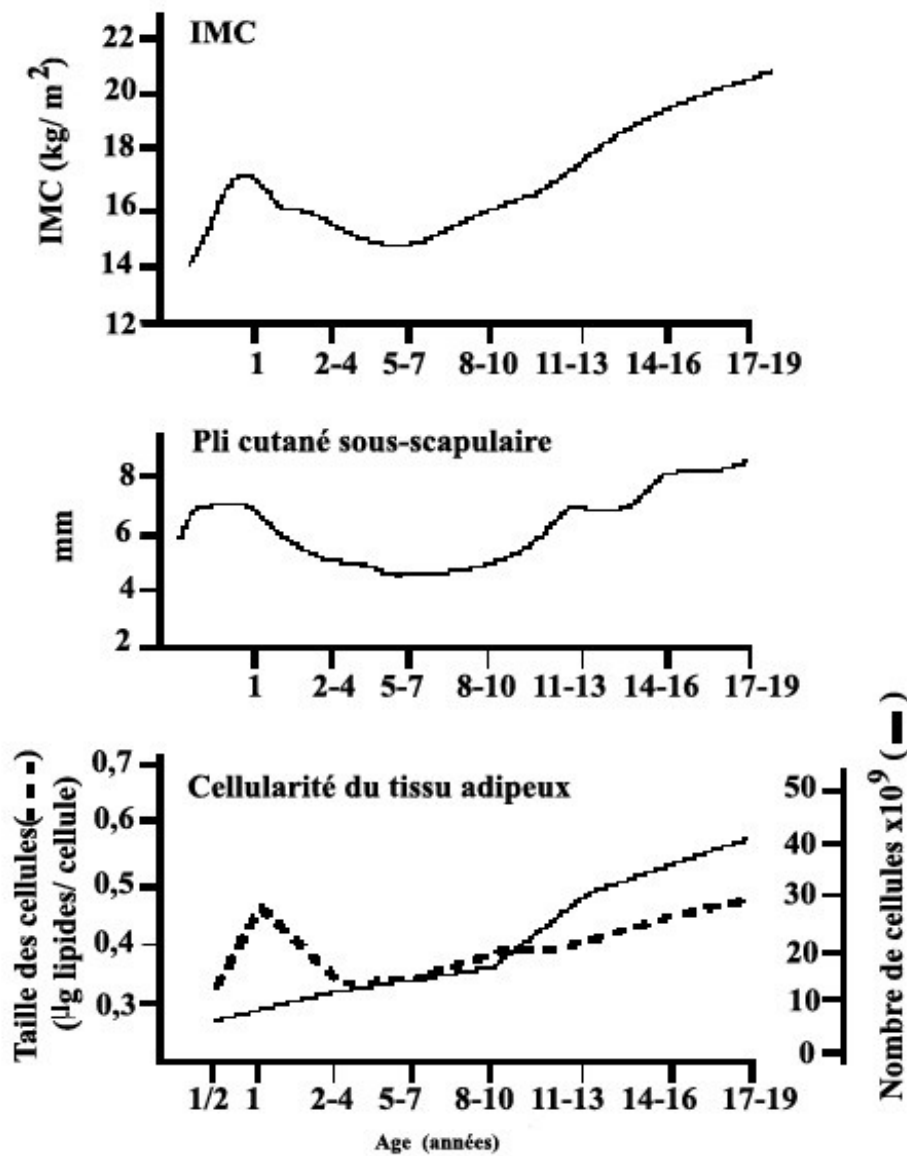 IMC
IMC (kg/ m²)
22
20
18
16
14
12
1 2-4 5-7 8-10 11-13 14-16 17-19
Pli cutané sous-scapulaire
mm
8
6
4
2
1 2-4 5-7 8-10 11-13 14-16 17-19
Cellularité du tissu adipeux
Taille des cellules(---)
(µg lipides/ cellule)
0,7
0,6
0,5
0,4
0,3
Nombre de cellules x10⁹ (—)
50
40
30
20
10
0
1/2 1 2-4 5-7 8-10 11-13 14-16 17-19
Age (années)